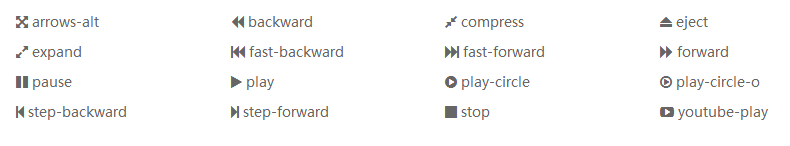 arrows-alt backward compress eject
expand fast-backward fast-forward forward
pause play play-circle play-circle-o
step-backward step-forward stop youtube-play